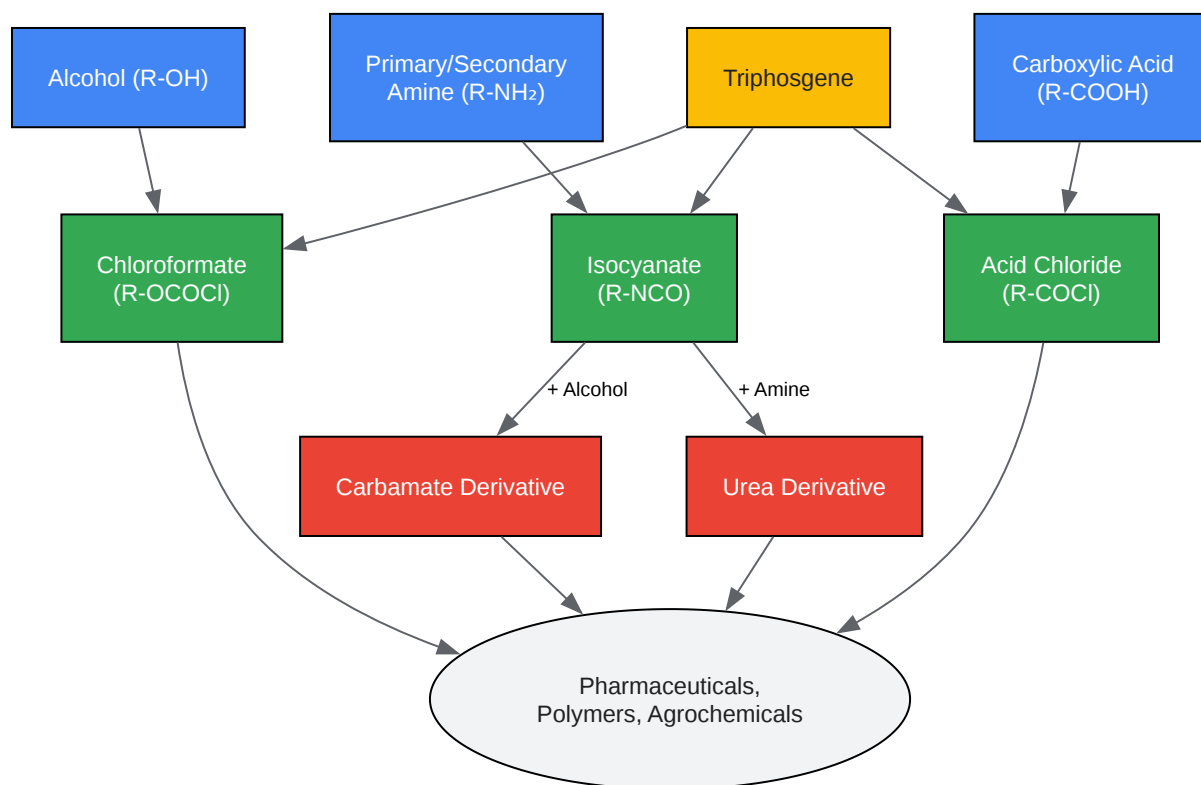 Alcohol (R-OH)
Primary/Secondary
Amine (R-NH₂)
Triphosgene
Carboxylic Acid
(R-COOH)
Chloroformate
(R-OCOCl)
Isocyanate
(R-NCO)
Acid Chloride
(R-COCl)
+ Alcohol
+ Amine
Carbamate Derivative
Urea Derivative
Pharmaceuticals,
Polymers, Agrochemicals